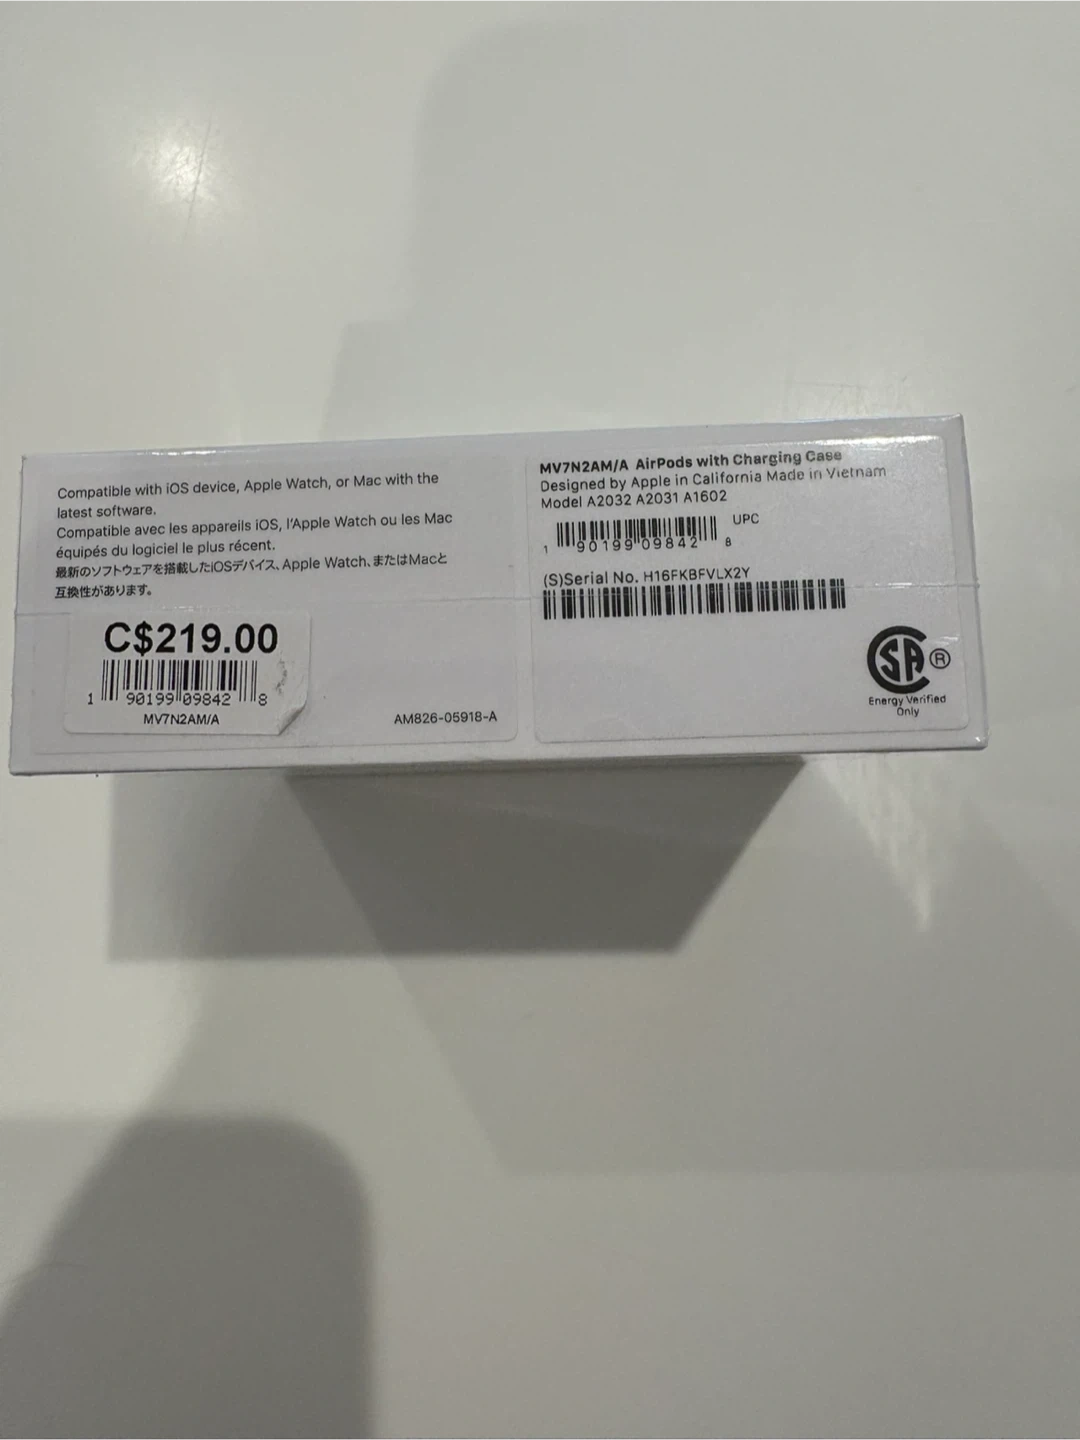 Compatible with iOS device, Apple Watch, or Mac with the
latest software.
Compatible avec les appareils iOS, l'Apple Watch ou les Mac
équipés du logiciel le plus récent.
最新のソフトウェアを搭載したiOSデバイス、Apple Watch、またはMacと
互換性があります。
C$219.00
1 90199 09842 8
MV7N2AM/A
AM826-05918-A
MV7N2AM/A AirPods with Charging Case
Designed by Apple in California Made in Vietnam
Model A2032 A2031 A1602
UPC
1 90199 09842 8
(S)Serial No. H16FKBFVLX2Y
CSA ®
Energy Verified
Only